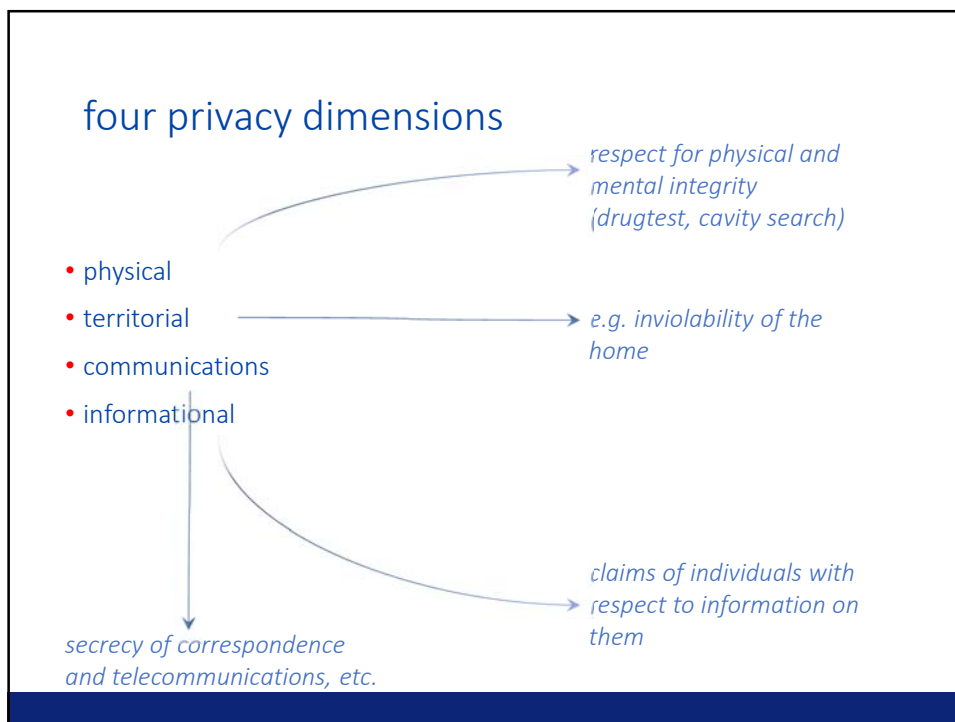 four privacy dimensions
respect for physical and
mental integrity
(drugtest, cavity search)
• physical
• territorial
e.g. inviolability of the
home
• communications
• informational
claims of individuals with
respect to information on
them
secrecy of correspondence
and telecommunications, etc.